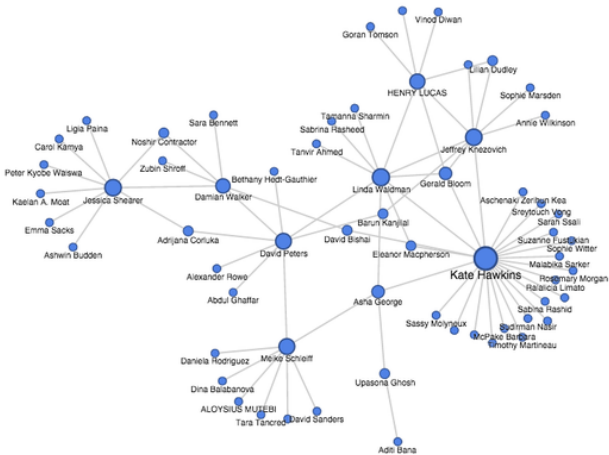 Vinod Diwan
Goran Tomson
Lilian Dudley
HENRY LUCAS
Sophie Marsden
Tamanna Sharmin
Sara Bennett
Annie Wilkinson
Ligia Paina
Sabrina Rasheed
Noshir Contractor
Carol Kamya
Jeffrey Knezovich
Tanvir Ahmed
Zubin Shroff
Peter Kyobe Waiswa
Bethany Hedt-Gauthier
Gerald Bloom
Linda Waldman
Damian Walker
Jessica Shearer
Kaelan A. Moat
Aschenaki Zerihun Kea
Sreytouch Vong
Sarah Ssali
Barun Kanjilal
Emma Sacks
Adrijana Corluka
David Bishai
Suzanne Fustukian
Sophie Witter
Eleanor Macpherson
David Peters
Ashwin Budden
Malabika Sarker
Kate Hawkins
Alexander Rowe
Rosemary Morgan
Ralalicia Limato
Abdul Ghaffar
Asha George
Sabina Rashid
Sassy Molyneux
Sudirman Nasir
McPake Barbara
Timothy Martineau
Daniela Rodriguez
Meike Schleiff
Upasona Ghosh
Dina Balabanova
ALOYSIUS MUTEBI
Tara Tancred
David Sanders
Aditi Bana